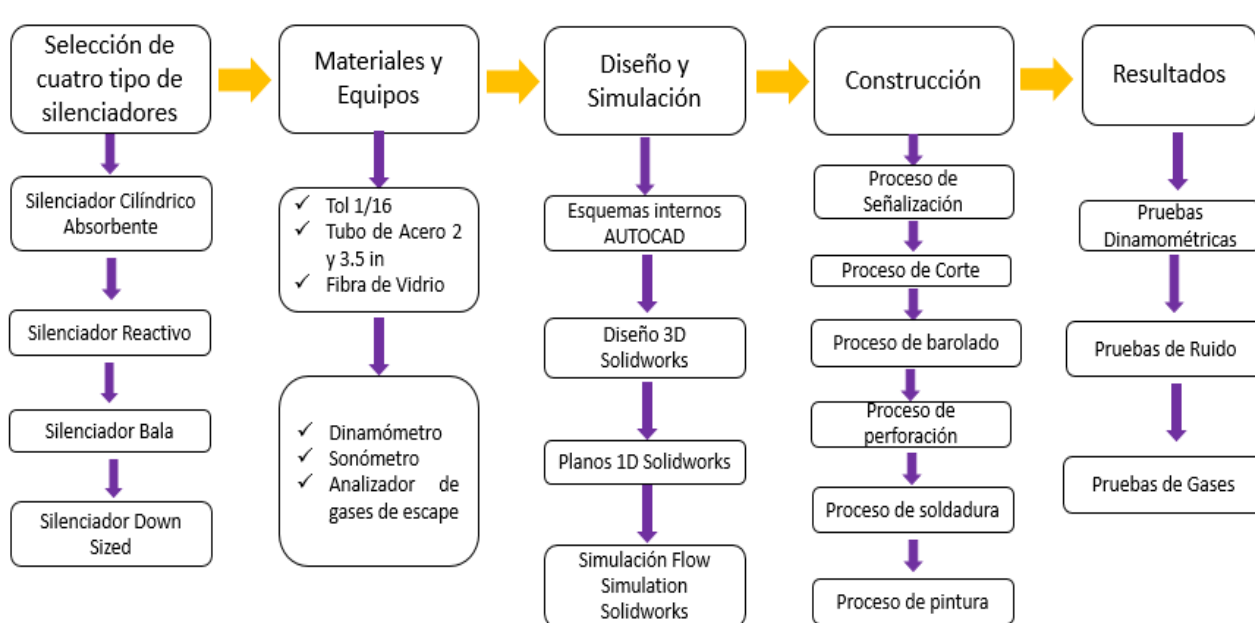 Selección de
cuatro tipo de
silenciadores
Silenciador Cilíndrico
Absorbente
Silenciador Reactivo
Silenciador Bala
Silenciador Down
Sized
Materiales y
Equipos
✓ Tol 1/16
✓ Tubo de Acero 2
y 3.5 in
✓ Fibra de Vidrio
✓ Dinamómetro
✓ Sonómetro
✓ Analizador de
gases de escape
Diseño y
Simulación
Esquemas internos
AUTOCAD
Diseño 3D
Solidworks
Planos 1D Solidworks
Simulación Flow
Simulation
Solidworks
Construcción
Proceso de
Señalización
Proceso de Corte
Proceso de barolado
Proceso de
perforación
Proceso de soldadura
Proceso de pintura
Resultados
Pruebas
Dinamométricas
Pruebas de Ruido
Pruebas de Gases